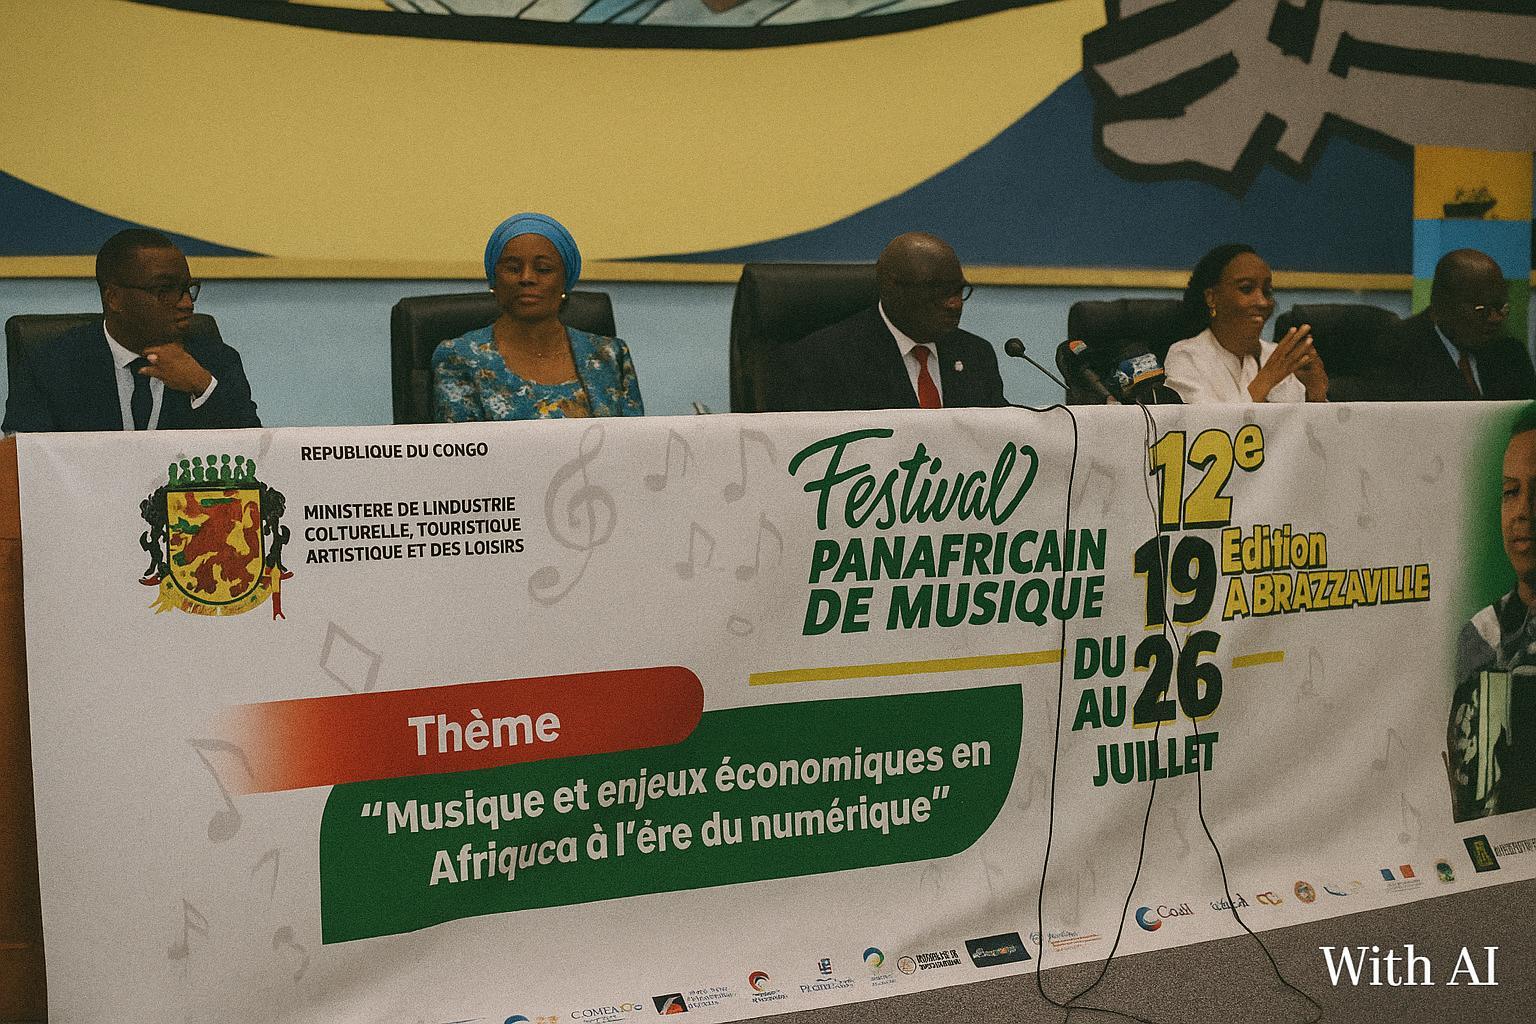 REPUBLIQUE DU CONGO
MINISTERE DE LINDUSTRIE
COLTURELLE, TOURISTIQUE
ARTISTIQUE ET DES LOISIRS
Festival
PANAFRICAIN
DE MUSIQUE
12e
Edition
A BRAZZAVILLE
DU 19
AU 26
JUILLET
Thème
“Musique et enjeux économiques en
Afriquca à l'ére du numérique”
With AI